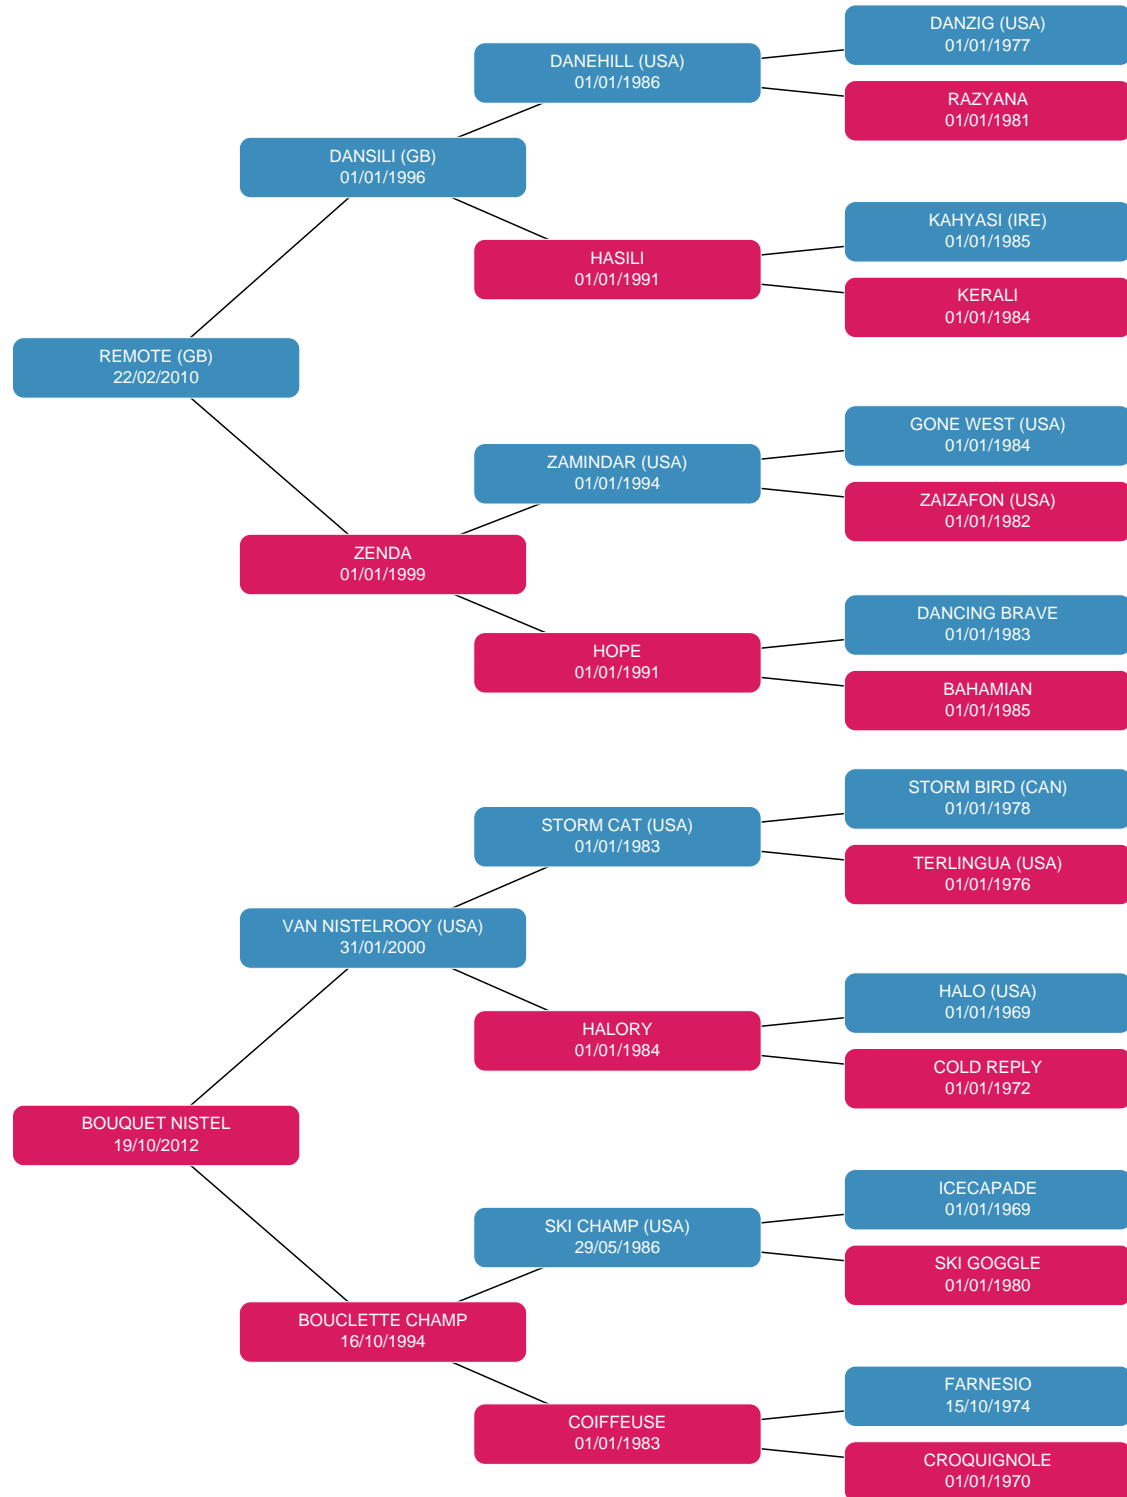 DANZIG (USA)
01/01/1977
DANEHILL (USA)
01/01/1986
RAZYANA
01/01/1981
DANSILI (GB)
01/01/1996
KAHYASI (IRE)
01/01/1985
HASILI
01/01/1991
KERALI
01/01/1984
REMOTE (GB)
22/02/2010
GONE WEST (USA)
01/01/1984
ZAMINDAR (USA)
01/01/1994
ZAIZAFON (USA)
01/01/1982
ZENDA
01/01/1999
DANCING BRAVE
01/01/1983
HOPE
01/01/1991
BAHAMIAN
01/01/1985
STORM BIRD (CAN)
01/01/1978
STORM CAT (USA)
01/01/1983
TERLINGUA (USA)
01/01/1976
VAN NISTELROOY (USA)
31/01/2000
HALO (USA)
01/01/1969
HALORY
01/01/1984
COLD REPLY
01/01/1972
BOUQUET NISTEL
19/10/2012
ICECAPADE
01/01/1969
SKI CHAMP (USA)
29/05/1986
SKI GOGGLE
01/01/1980
BOUCLETTE CHAMP
16/10/1994
FARNESIO
15/10/1974
COIFFEUSE
01/01/1983
CROQUIGNOLE
01/01/1970